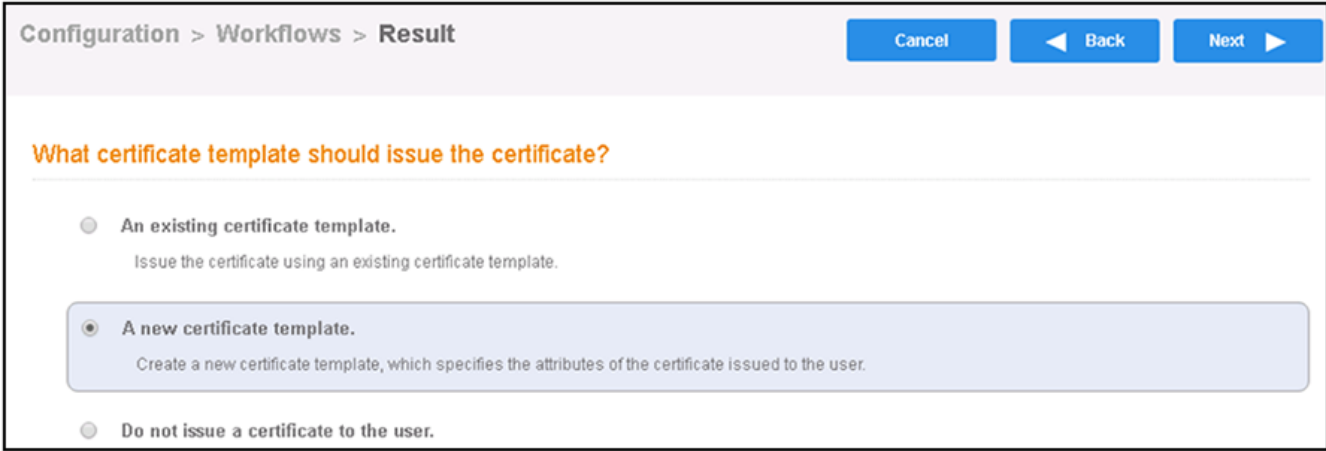 Configuration > Workflows > Result
Cancel
Back
Next
What certificate template should issue the certificate?
An existing certificate template.
Issue the certificate using an existing certificate template.
A new certificate template.
Create a new certificate template, which specifies the attributes of the certificate issued to the user.
Do not issue a certificate to the user.